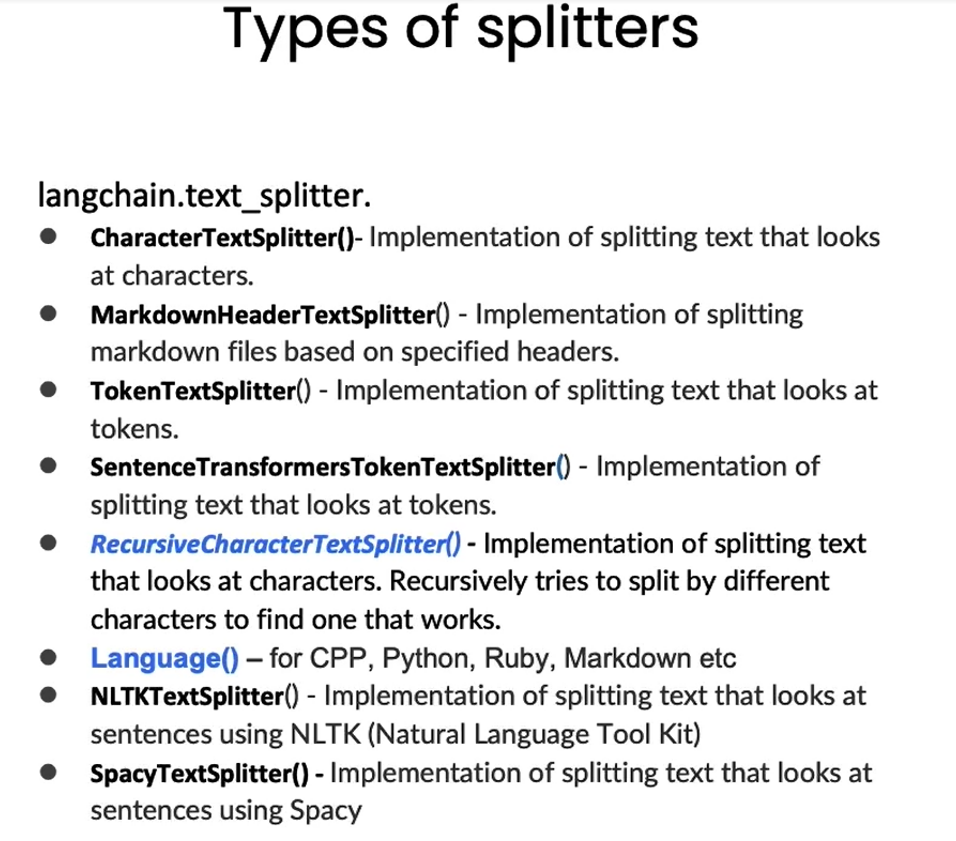 Types of splitters
langchain.text_splitter.
● CharacterTextSplitter()- Implementation of splitting text that looks
at characters.
● MarkdownHeaderTextSplitter() - Implementation of splitting
markdown files based on specified headers.
● TokenTextSplitter() - Implementation of splitting text that looks at
tokens.
● SentenceTransformersTokenTextSplitter() - Implementation of
splitting text that looks at tokens.
● RecursiveCharacterTextSplitter() - Implementation of splitting text
that looks at characters. Recursively tries to split by different
characters to find one that works.
● Language() – for CPP, Python, Ruby, Markdown etc
● NLTKTextSplitter() - Implementation of splitting text that looks at
sentences using NLTK (Natural Language Tool Kit)
● SpacyTextSplitter() - Implementation of splitting text that looks at
sentences using Spacy